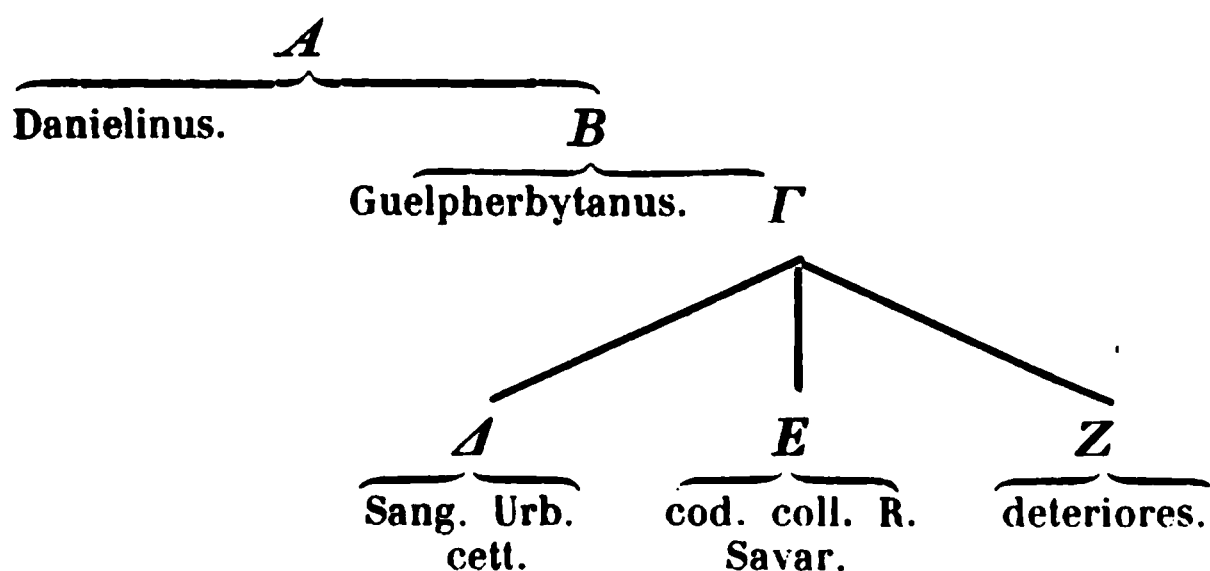 A
Danielinus. B
Guelpherbytanus. Γ
Δ E Z
Sang. Urb. cod. coll. R. deteriores.
cett. Savar.